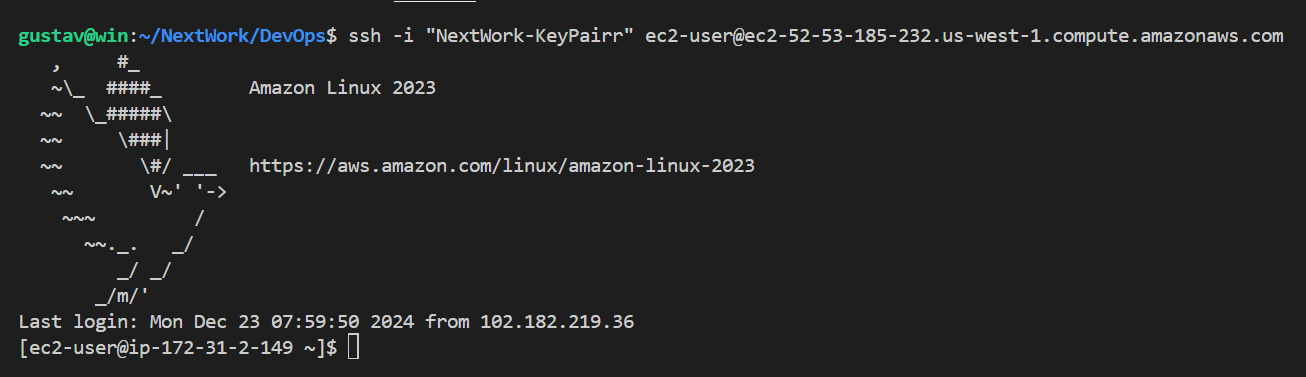 gustav@win:~/NextWork/DevOps$ ssh -i "NextWork-KeyPairr" ec2-user@ec2-52-53-185-232.us-west-1.compute.amazonaws.com
   ,     #_
   ~\_  ####_        Amazon Linux 2023
  ~~  \_#####\
  ~~     \###|
  ~~       \#/ ___   https://aws.amazon.com/linux/amazon-linux-2023
   ~~       V~' '->
    ~~~         /
      ~~._.   _/
         _/ _/
       _/m/'
Last login: Mon Dec 23 07:59:50 2024 from 102.182.219.36
[ec2-user@ip-172-31-2-149 ~]$